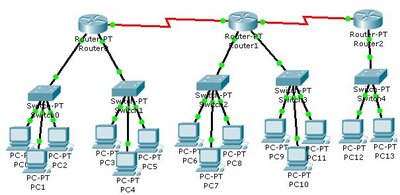 Router-PT
Router0
Router-PT
Router1
Router-PT
Router2
Switch-PT
Switch0
Switch-PT
Switch1
Switch-PT
Switch2
Switch-PT
Switch3
Switch-PT
Switch4
PC-PT
PC0
PC-PT
PC1
PC-PT
PC2
PC-PT
PC3
PC-PT
PC4
PC-PT
PC5
PC-PT
PC6
PC-PT
PC7
PC-PT
PC8
PC-PT
PC9
PC-PT
PC10
PC-PT
PC11
PC-PT
PC12
PC-PT
PC13